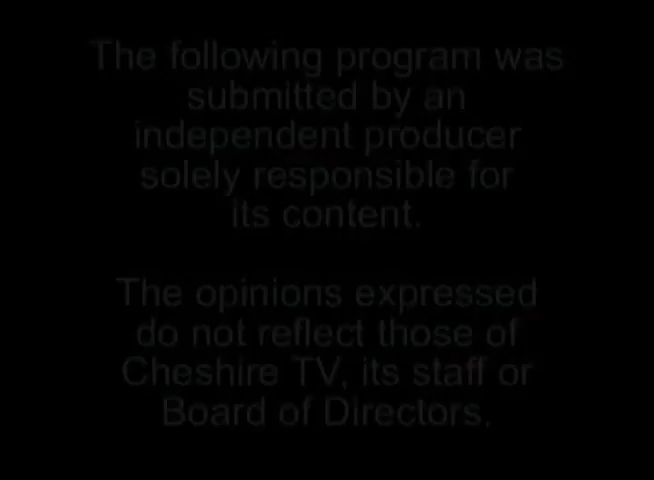 The following program was
submitted by an
independent producer
solely responsible for
its content.
The opinions expressed
do not reflect those of
Cheshire TV, its staff or
Board of Directors.